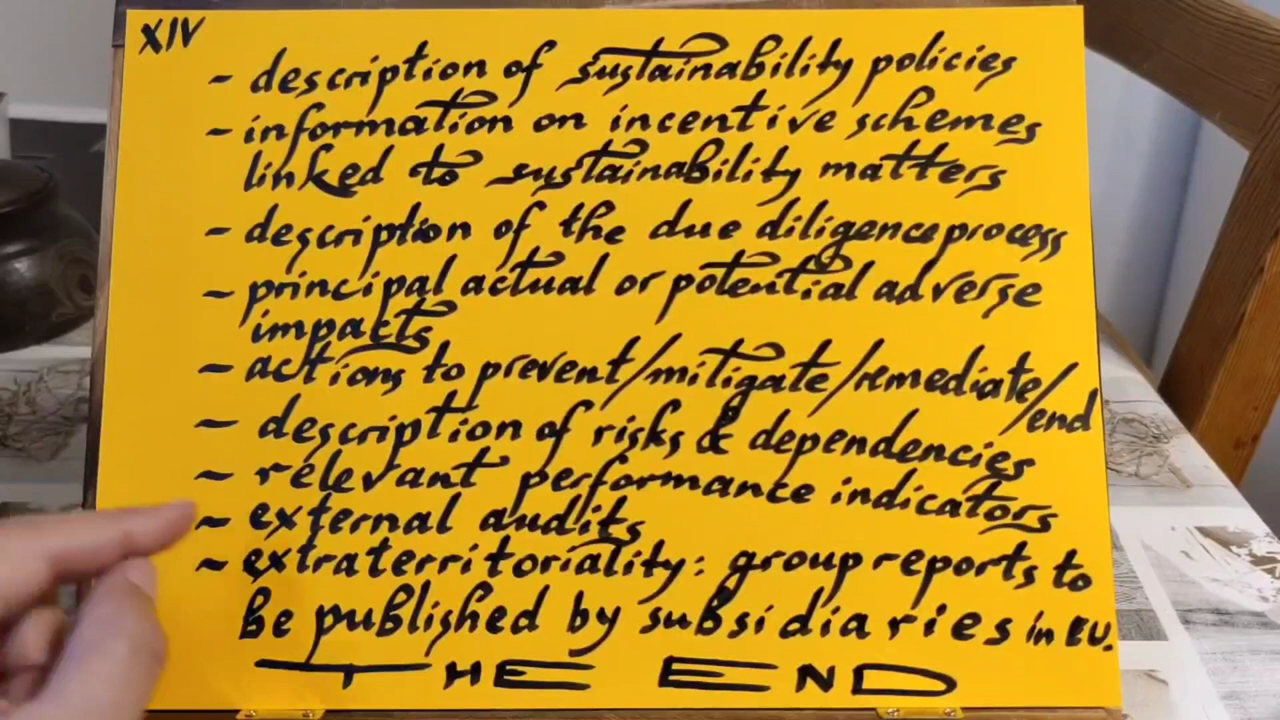 XIV
- description of sustainability policies
- information on incentive schemes
linked to sustainability matters
- description of the due diligence process
- principal actual or potential adverse
impacts
- actions to prevent/mitigate/remediate/
end
- description of risks & dependencies
- relevant performance indicators
- external audits
- extraterritoriality: group reports to
be published by subsidiaries in EU.
THE END